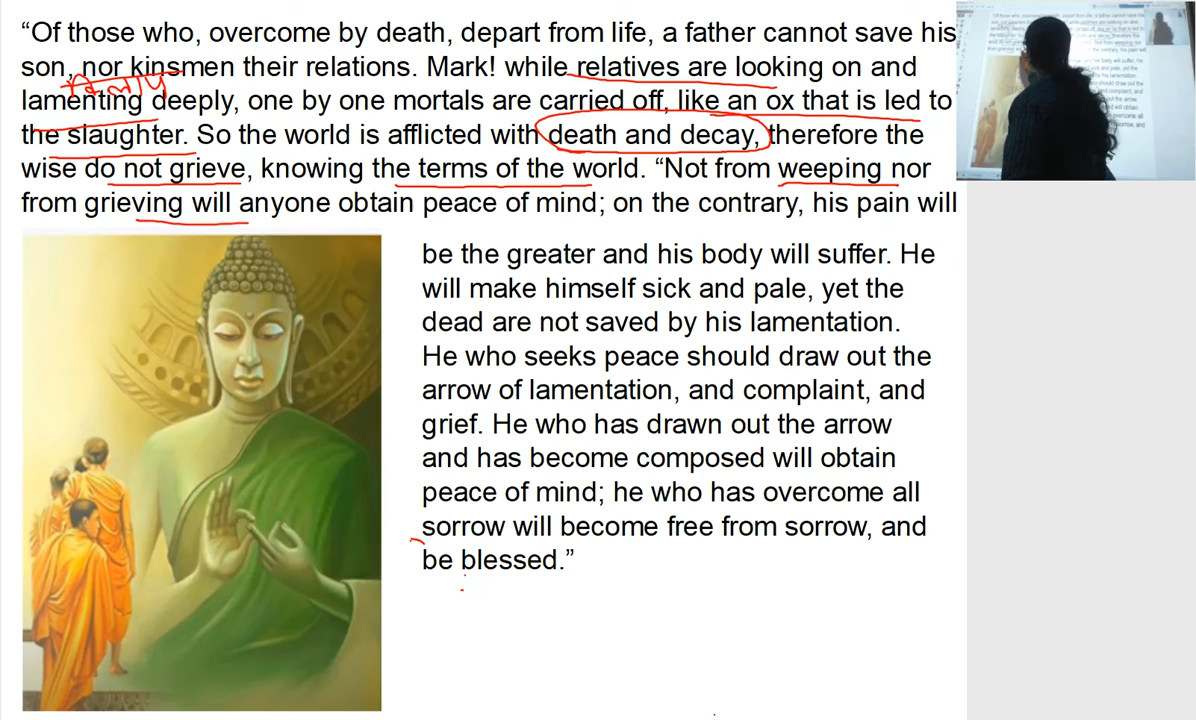 “Of those who, overcome by death, depart from life, a father cannot save his
son, nor kinsmen their relations. Mark! while relatives are looking on and
lamenting deeply, one by one mortals are carried off, like an ox that is led to
the slaughter. So the world is afflicted with death and decay, therefore the
wise do not grieve, knowing the terms of the world. “Not from weeping nor
from grieving will anyone obtain peace of mind; on the contrary, his pain will
be the greater and his body will suffer. He
will make himself sick and pale, yet the
dead are not saved by his lamentation.
He who seeks peace should draw out the
arrow of lamentation, and complaint, and
grief. He who has drawn out the arrow
and has become composed will obtain
peace of mind; he who has overcome all
sorrow will become free from sorrow, and
be blessed.”